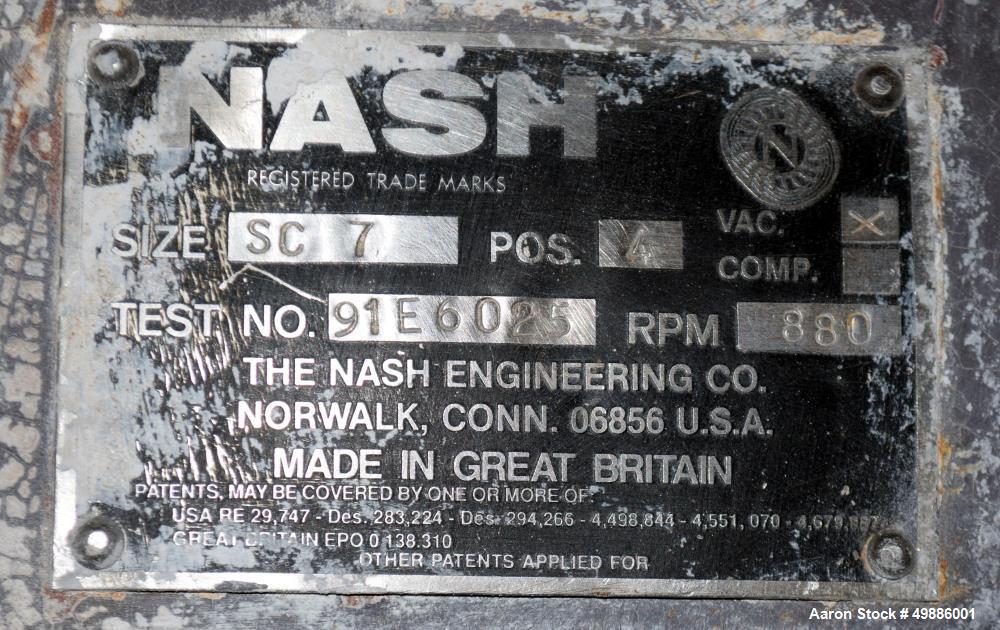 NASH
REGISTERED TRADE MARKS
N
SIZE SC 7 POS. 4 VAC. X
COMP.
TEST NO. 91E6025 RPM 880
THE NASH ENGINEERING CO.
NORWALK, CONN. 06856 U.S.A.
MADE IN GREAT BRITAIN
PATENTS, MAY BE COVERED BY ONE OR MORE OF:
USA RE 29,747 - Des. 283,224 - Des. 294,266 - 4,498,844 - 4,551,070 -
GREAT BRITAIN EPO 0 138.310
OTHER PATENTS APPLIED FOR
Aaron Stock # 49886001